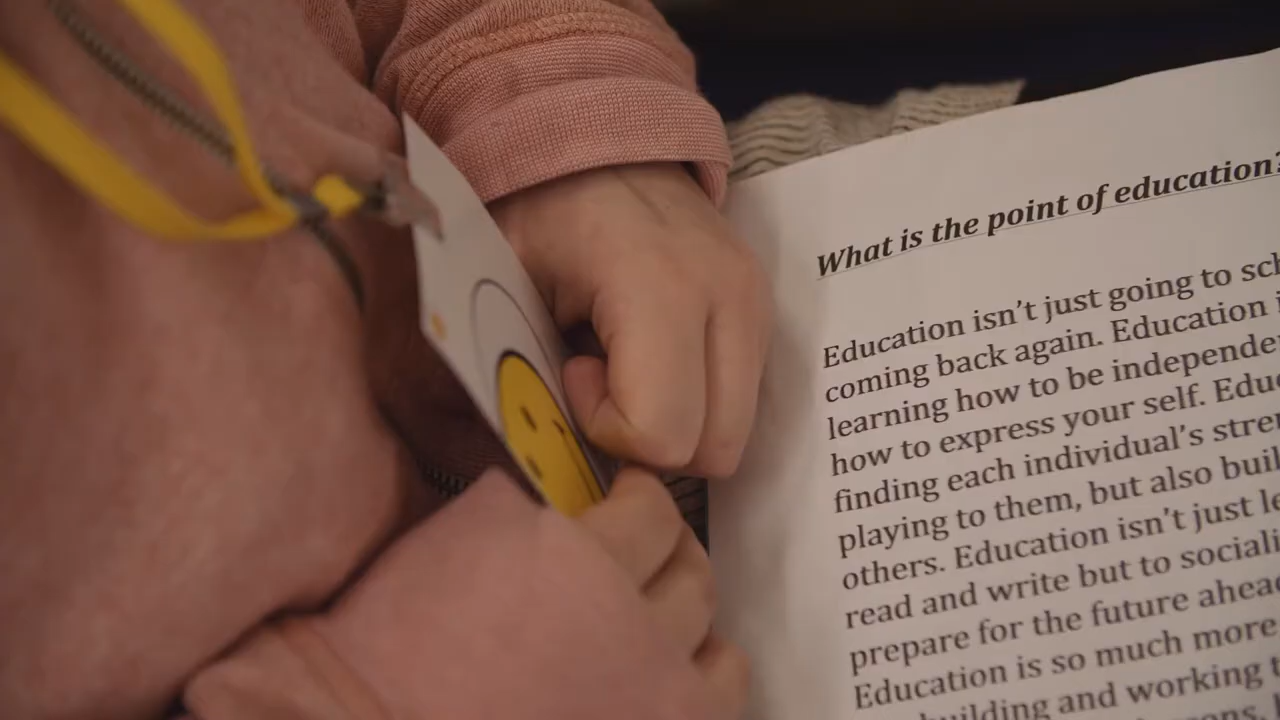 What is the point of education?
Education isn't just going to sch
coming back again. Education i
learning how to be independe
how to express your self. Educ
finding each individual's stre
playing to them, but also buil
others. Education isn't just le
read and write but to sociali
prepare for the future ahea
Education is so much more
building and working t
ons.